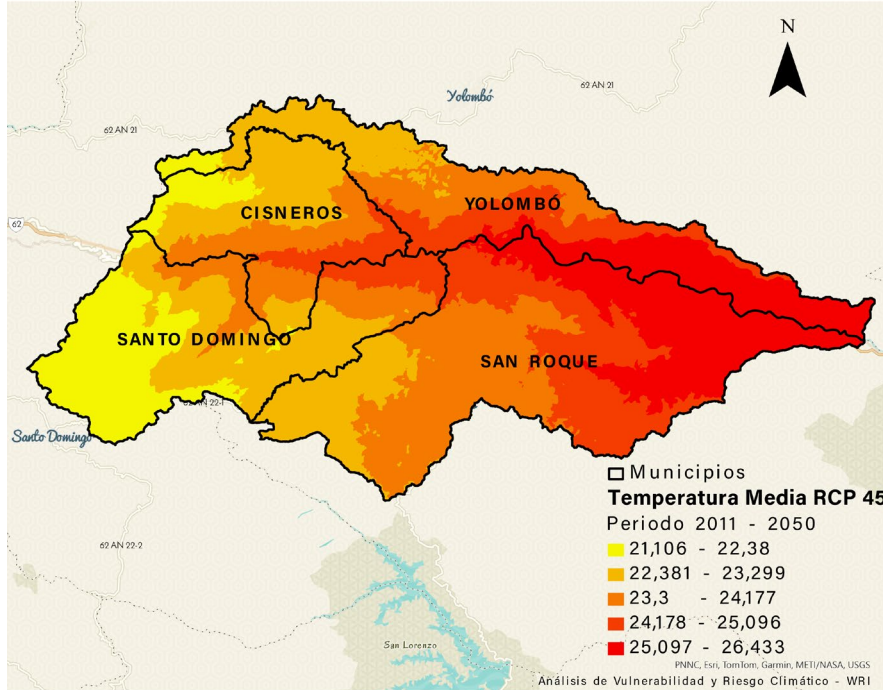 N
Yolombó
62 AN 21
62 AN 21
YOLOMBÓ
CISNEROS
62
SANTO DOMINGO
SAN ROQUE
62 AN 22-1
Santo Domingo
Municipios
Temperatura Media RCP 45
Periodo 2011 - 2050
62 AN 22-2
21,106 - 22,38
22,381 - 23,299
23,3 - 24,177
24,178 - 25,096
25,097 - 26,433
San Lorenzo
PNNC, Esri, TomTom, Garmin, METI/NASA, USGS
Análisis de Vulnerabilidad y Riesgo Climático - WRI